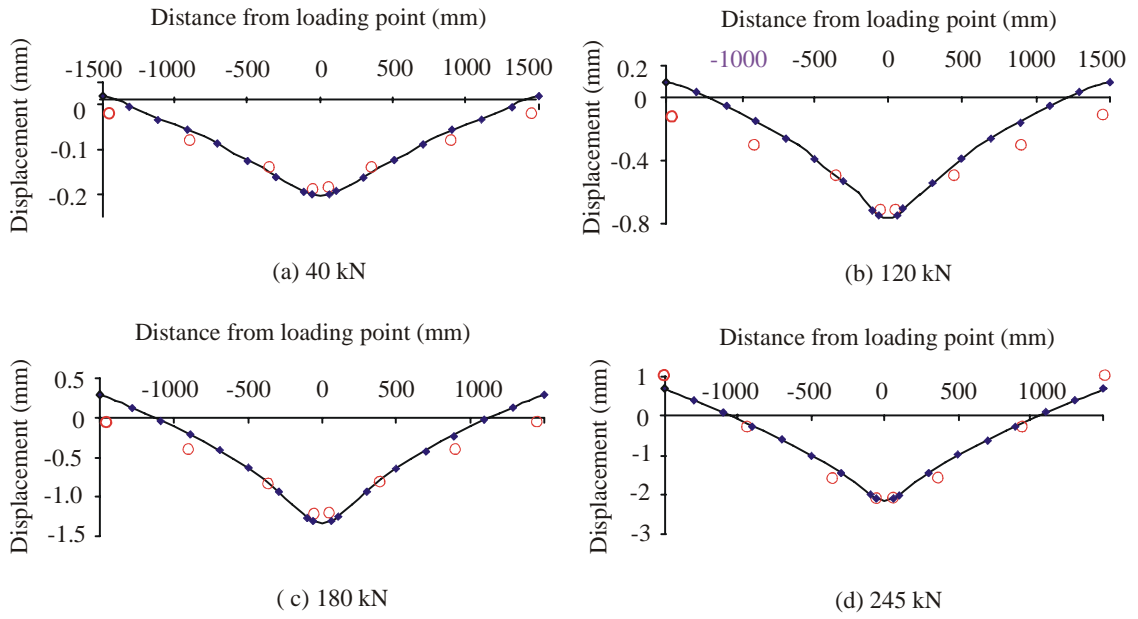 Distance from loading point (mm)
-1500 -1000 -500 0 500 1000 1500
Displacement (mm)
0
-0.1
-0.2
(a) 40 kN
Distance from loading point (mm)
-1000 -500 0 500 1000 1500
Displacement (mm)
0.2
0
-0.4
-0.8
(b) 120 kN
Distance from loading point (mm)
-1000 -500 0 500 1000
Displacement (mm)
0.5
0
-0.5
-1.0
-1.5
( c) 180 kN
Distance from loading point (mm)
-1000 -500 0 500 1000
Displacement (mm)
1
0
-1
-2
-3
(d) 245 kN